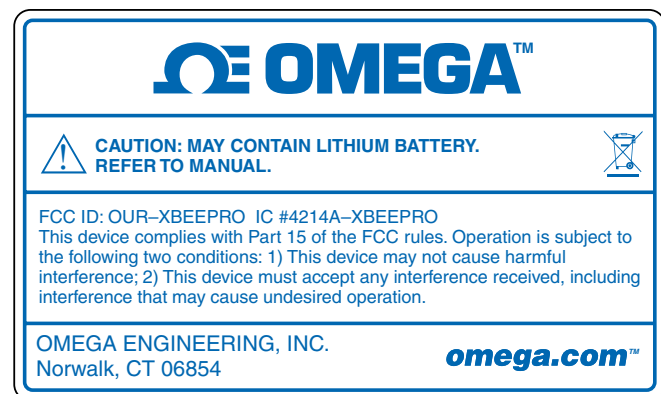 ΩE OMEGA™
CAUTION: MAY CONTAIN LITHIUM BATTERY.
REFER TO MANUAL.
FCC ID: OUR–XBEEPRO  IC #4214A–XBEEPRO
This device complies with Part 15 of the FCC rules. Operation is subject to
the following two conditions: 1) This device may not cause harmful
interference; 2) This device must accept any interference received, including
interference that may cause undesired operation.
OMEGA ENGINEERING, INC.
Norwalk, CT 06854
omega.com™